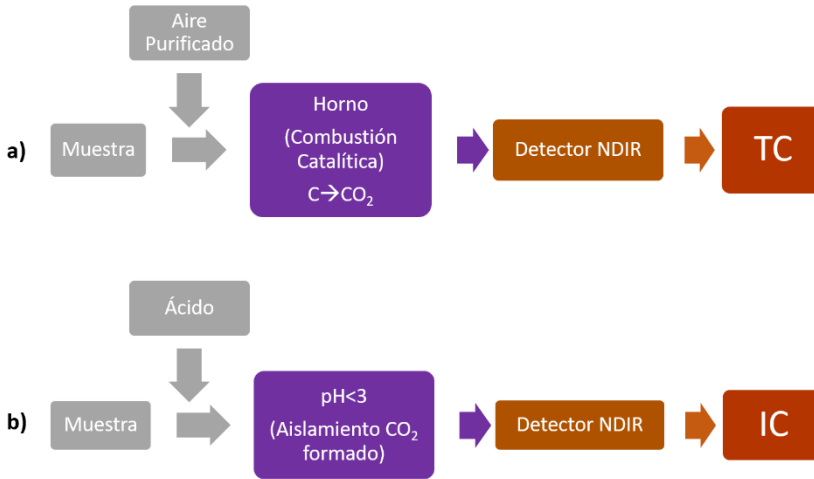 Aire
Purificado
a)
Muestra
Horno
(Combustión
Catalítica)
C→CO₂
Detector NDIR
TC
Ácido
b)
Muestra
pH<3
(Aislamiento CO₂
formado)
Detector NDIR
IC